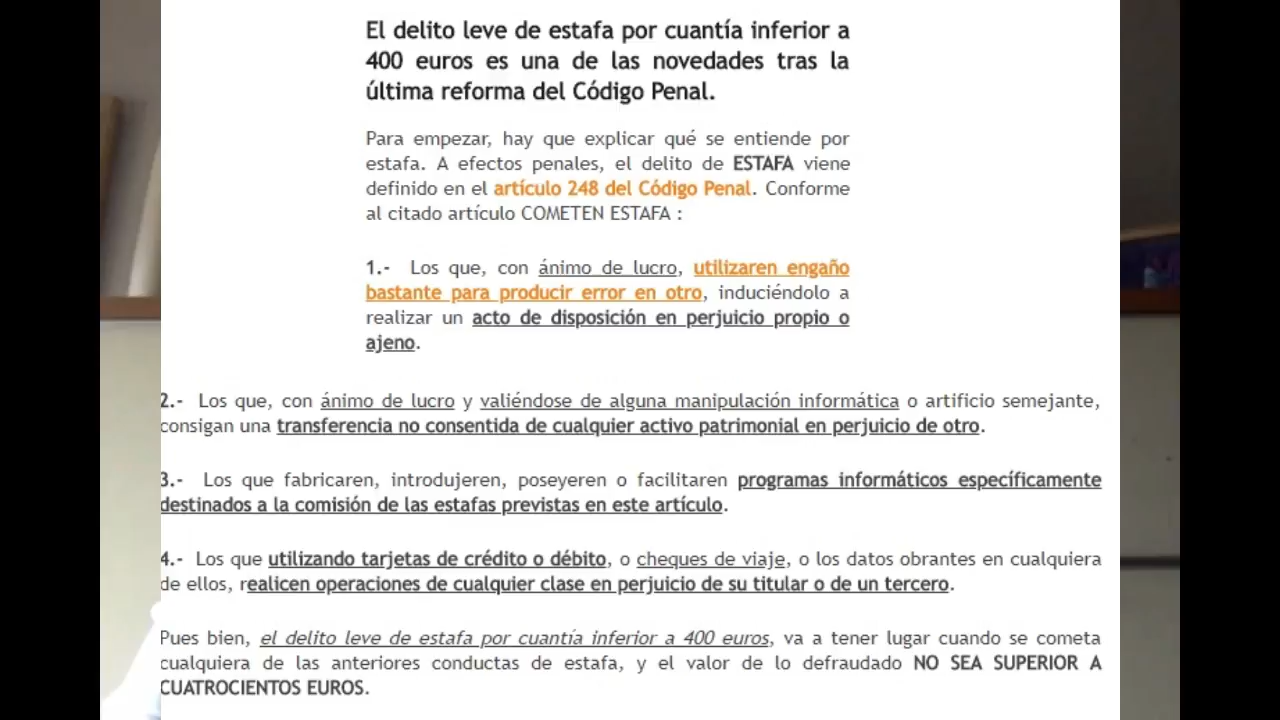 El delito leve de estafa por cuantía inferior a
400 euros es una de las novedades tras la
última reforma del Código Penal.
Para empezar, hay que explicar qué se entiende por
estafa. A efectos penales, el delito de ESTAFA viene
definido en el artículo 248 del Código Penal. Conforme
al citado artículo COMETEN ESTAFA :
1.- Los que, con ánimo de lucro, utilizaren engaño
bastante para producir error en otro, induciéndolo a
realizar un acto de disposición en perjuicio propio o
ajeno.
2.- Los que, con ánimo de lucro y valiéndose de alguna manipulación informática o artificio semejante,
consigan una transferencia no consentida de cualquier activo patrimonial en perjuicio de otro.
3.- Los que fabricaren, introdujeren, poseyeren o facilitaren programas informáticos específicamente
destinados a la comisión de las estafas previstas en este artículo.
4.- Los que utilizando tarjetas de crédito o débito, o cheques de viaje, o los datos obrantes en cualquiera
de ellos, realicen operaciones de cualquier clase en perjuicio de su titular o de un tercero.
Pues bien, el delito leve de estafa por cuantía inferior a 400 euros, va a tener lugar cuando se cometa
cualquiera de las anteriores conductas de estafa, y el valor de lo defraudado NO SEA SUPERIOR A
CUATROCIENTOS EUROS.